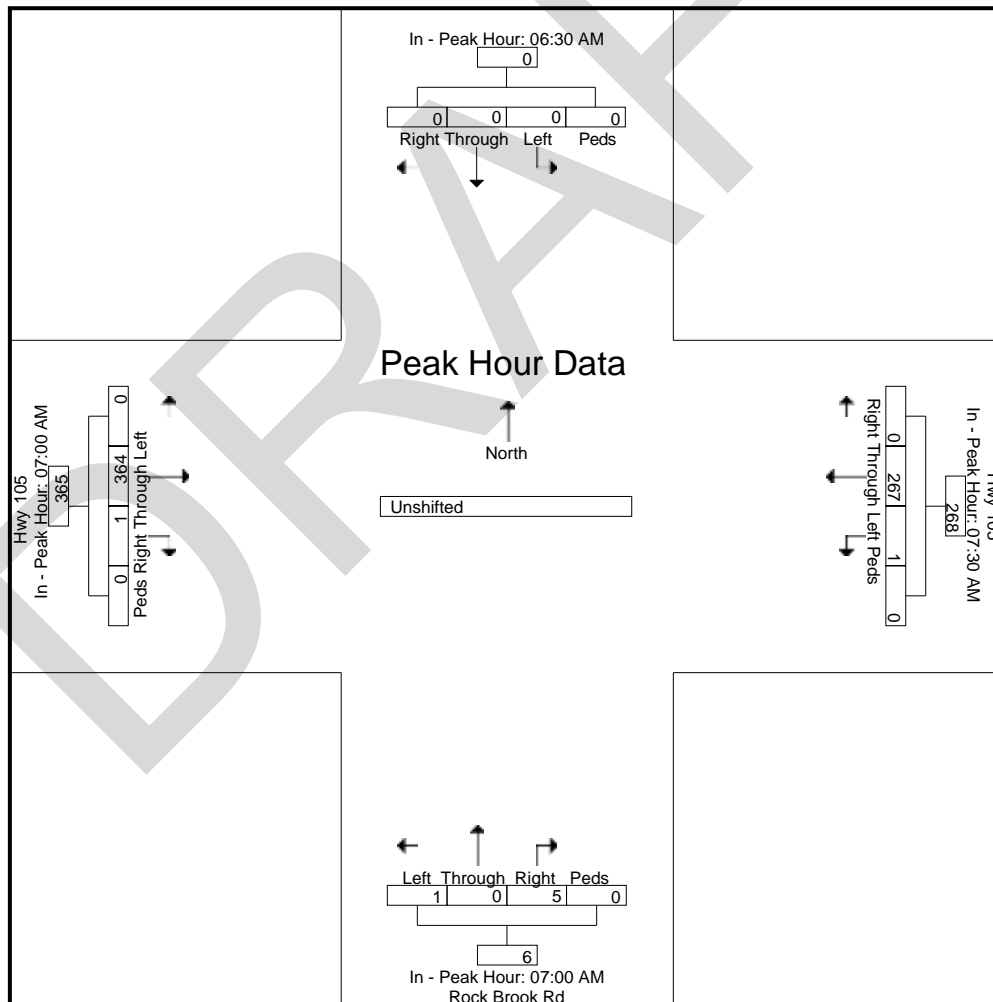 In - Peak Hour: 06:30 AM
0
0 0 0 0
Right Through Left Peds
Peak Hour Data
North
Unshifted
Hwy 105
In - Peak Hour: 07:00 AM
365
0 1 364 0
Peds Right Through Left
Right Through Left Peds
0 267 1 0
268
In - Peak Hour: 07:30 AM
Hwy 105
Left Through Right Peds
1 0 5 0
6
In - Peak Hour: 07:00 AM
Rock Brook Rd